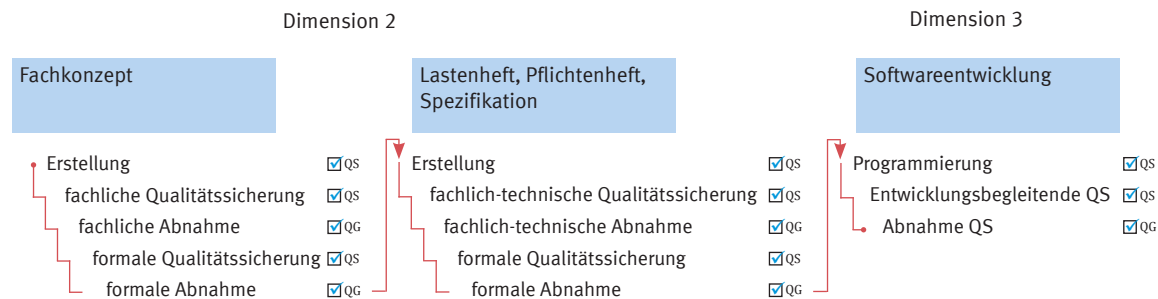 Dimension 2
Dimension 3
Fachkonzept
Erstellung QS
fachliche Qualitätssicherung QS
fachliche Abnahme QG
formale Qualitätssicherung QS
formale Abnahme QG
Lastenheft, Pflichtenheft,
Spezifikation
Erstellung QS
fachlich-technische Qualitätssicherung QS
fachlich-technische Abnahme QG
formale Qualitätssicherung QS
formale Abnahme QG
Softwareentwicklung
Programmierung QS
Entwicklungsbegleitende QS QS
Abnahme QS QG